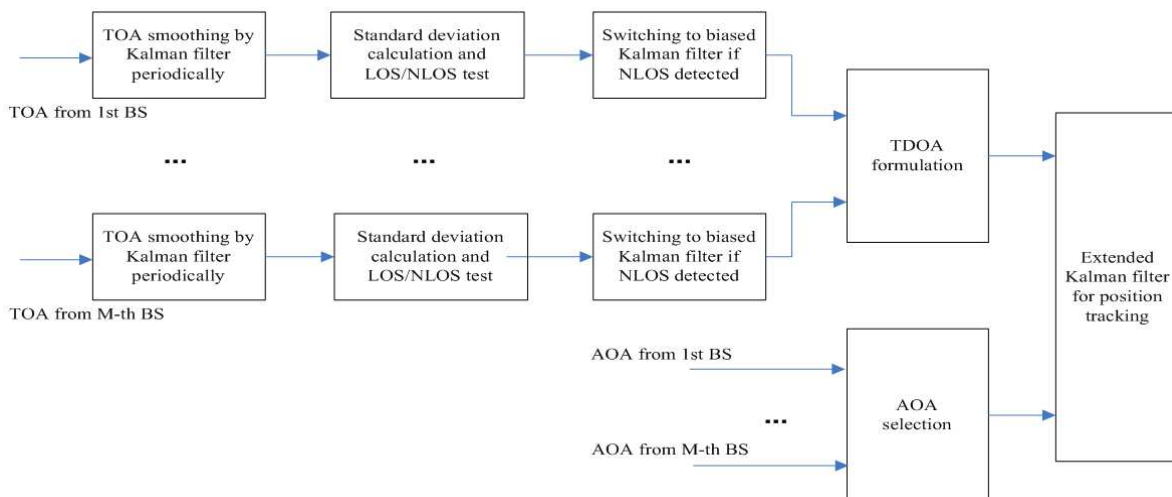 TOA smoothing by
Kalman filter
periodically
Standard deviation
calculation and
LOS/NLOS test
Switching to biased
Kalman filter if
NLOS detected
TOA from 1st BS
...
...
...
TDOA
formulation
TOA smoothing by
Kalman filter
periodically
Standard deviation
calculation and
LOS/NLOS test
Switching to biased
Kalman filter if
NLOS detected
TOA from M-th BS
Extended
Kalman filter
for position
tracking
AOA from 1st BS
...
AOA from M-th BS
AOA
selection